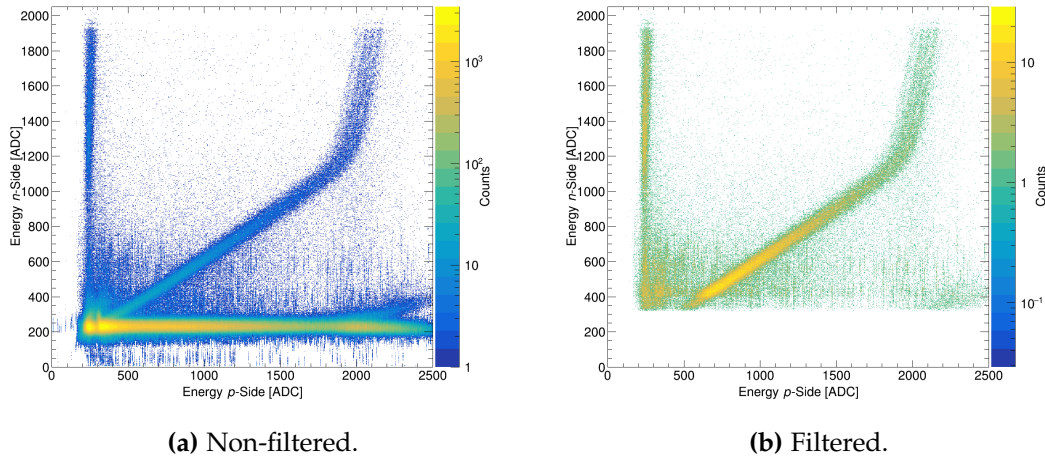 2000
1800
1600
1400
1200
1000
800
600
400
200
0
Energy n-Side [ADC]
0 500 1000 1500 2000 2500
Energy p-Side [ADC]
10³
10²
10
1
Counts
2000
1800
1600
1400
1200
1000
800
600
400
200
0
Energy n-Side [ADC]
0 500 1000 1500 2000 2500
Energy p-Side [ADC]
10
1
10⁻¹
Counts
(a) Non-filtered.
(b) Filtered.